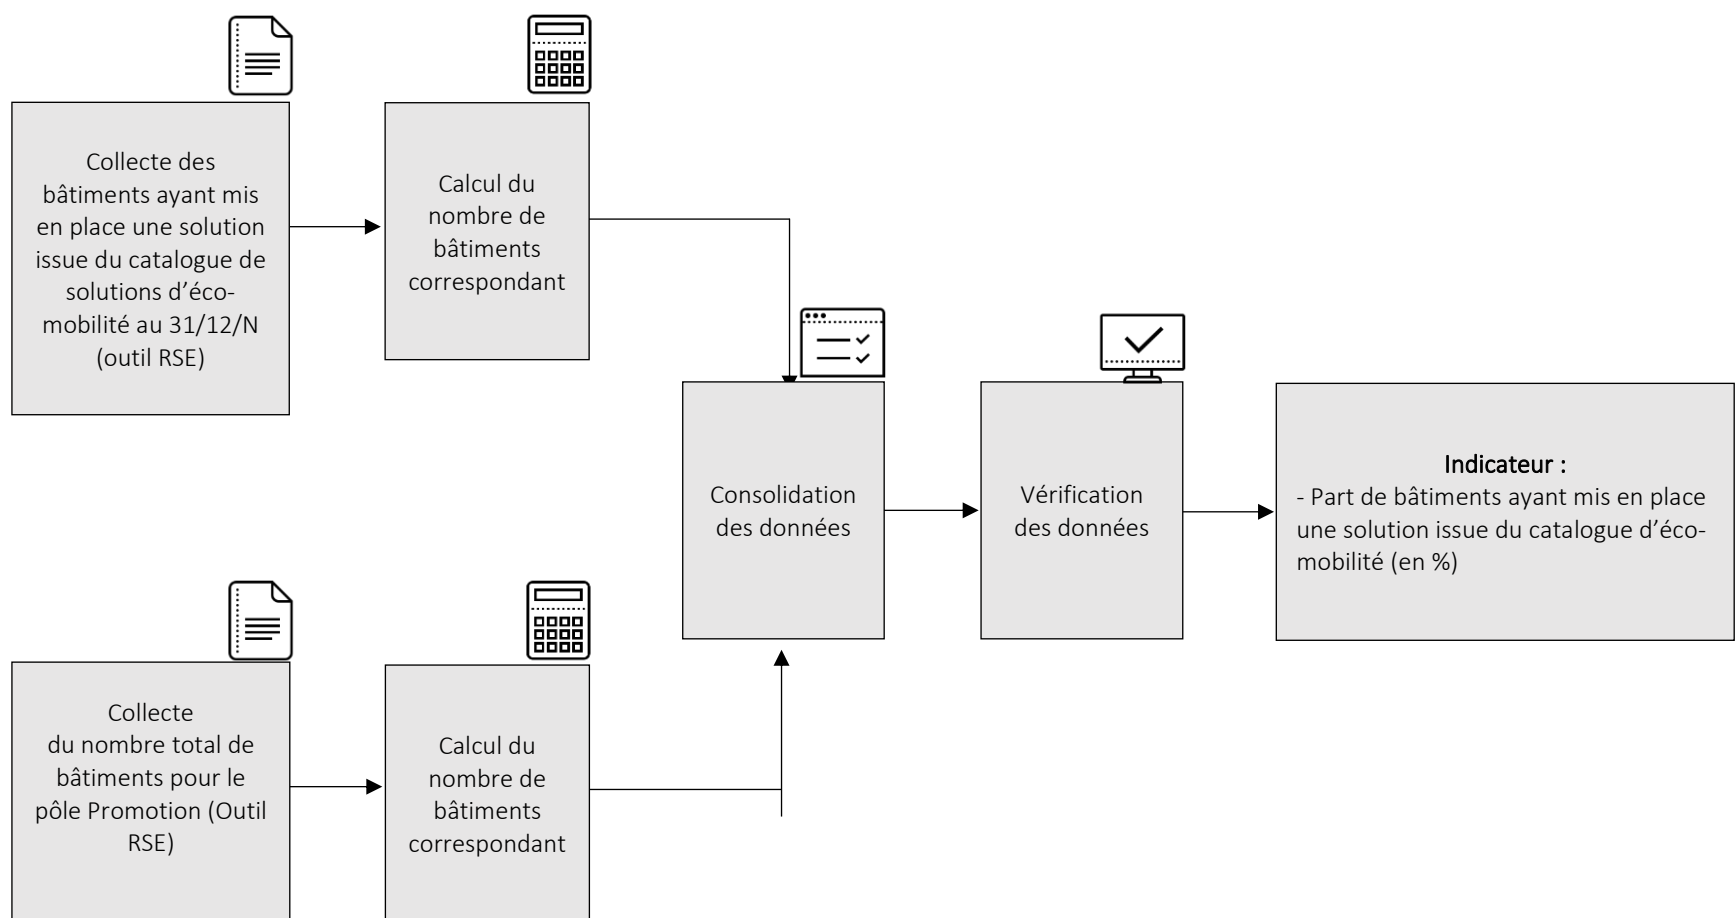 Collecte des
bâtiments ayant mis
en place une solution
issue du catalogue de
solutions d’éco-
mobilité au 31/12/N
(outil RSE)
Calcul du
nombre de
bâtiments
correspondant
Consolidation
des données
Vérification
des données
Indicateur :
- Part de bâtiments ayant mis en place
une solution issue du catalogue d’éco-
mobilité (en %)
Collecte
du nombre total de
bâtiments pour le
pôle Promotion (Outil
RSE)
Calcul du
nombre de
bâtiments
correspondant